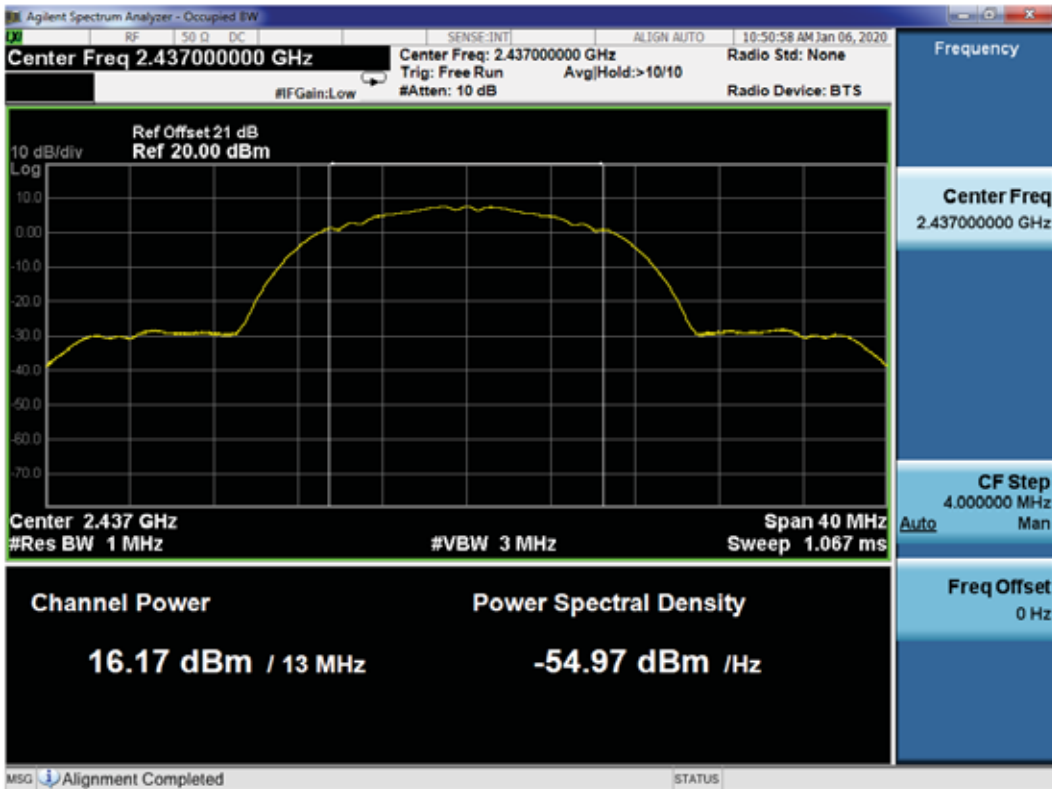 Agilent Spectrum Analyzer - Occupied BW
LXI RF 50 Ω DC SENSE:INT ALIGN AUTO 10:50:58 AM Jan 06, 2020
Center Freq 2.437000000 GHz
Center Freq: 2.437000000 GHz
Radio Std: None
Trig: Free Run Avg|Hold:>10/10
#IFGain:Low
#Atten: 10 dB
Radio Device: BTS
Ref Offset 21 dB
10 dB/div Ref 20.00 dBm
Log
10.0
0.00
-10.0
-20.0
-30.0
-40.0
-50.0
-60.0
-70.0
Center 2.437 GHz Span 40 MHz
#Res BW 1 MHz #VBW 3 MHz Sweep 1.067 ms
Channel Power
Power Spectral Density
16.17 dBm / 13 MHz
-54.97 dBm /Hz
MSG Alignment Completed STATUS
Frequency
Center Freq
2.437000000 GHz
CF Step
4.000000 MHz
Auto Man
Freq Offset
0 Hz